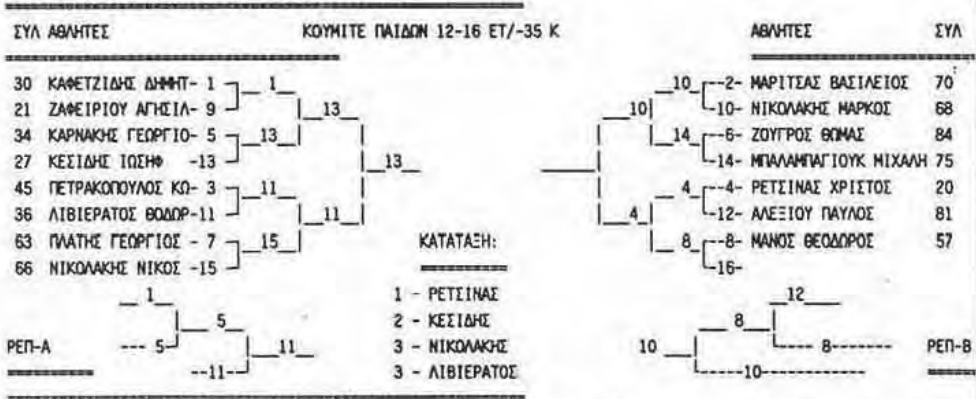 ΣΥΛ ΑΘΛΗΤΕΣ ΚΟΥΜΙΤΕ ΠΑΙΔΩΝ 12-16 ΕΤ/-35 Κ ΑΘΛΗΤΕΣ ΣΥΛ
30 ΚΑΦΕΤΖΙΔΗΣ ΔΗΜΗΤ- 1 1 10 -2- ΜΑΡΙΤΣΑΣ ΒΑΣΙΛΕΙΟΣ 70
21 ΖΑΦΕΙΡΙΟΥ ΑΓΗΣΙΛ- 9 13 10 -10- ΝΙΚΟΛΑΚΗΣ ΜΑΡΚΟΣ 68
34 ΚΑΡΝΑΚΗΣ ΓΕΩΡΓΙΟ- 5 13 14 -6- ΖΟΥΓΡΟΣ ΘΩΜΑΣ 84
27 ΚΕΣΙΔΗΣ ΙΩΣΗΦ -13 13 -14- ΜΠΑΛΑΜΠΑΓΙΟΥΚ ΜΙΧΑΛΗ 75
45 ΠΕΤΡΑΚΟΠΟΥΛΟΣ ΚΩ- 3 11 4 -4- ΡΕΤΣΙΝΑΣ ΧΡΙΣΤΟΣ 20
36 ΛΙΒΙΕΡΑΤΟΣ ΘΟΔΩΡ-11 11 4 -12- ΑΛΕΞΙΟΥ ΠΑΥΛΟΣ 81
63 ΠΛΑΤΗΣ ΓΕΩΡΓΙΟΣ - 7 15 ΚΑΤΑΤΑΞΗ: 8 -8- ΜΑΝΟΣ ΘΕΟΔΩΡΟΣ 57
66 ΝΙΚΟΛΑΚΗΣ ΝΙΚΟΣ -15 -16-
1 1 - ΡΕΤΣΙΝΑΣ 12
5 2 - ΚΕΣΙΔΗΣ 8
ΡΕΠ-Α 5 11 3 - ΝΙΚΟΛΑΚΗΣ 10 8 ΡΕΠ-Β
11 3 - ΛΙΒΙΕΡΑΤΟΣ 10